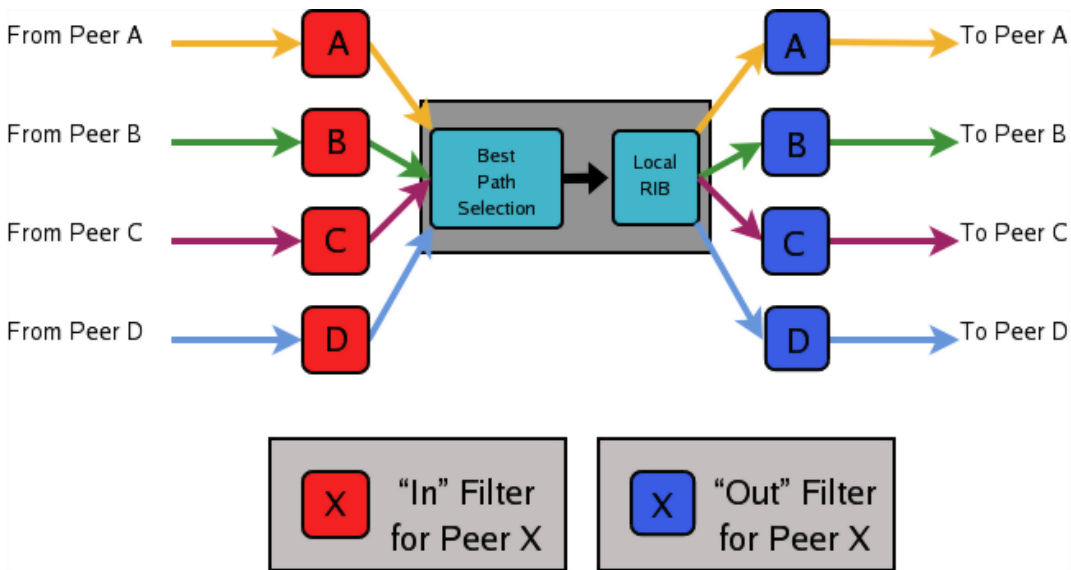 From Peer A
A
A
To Peer A
From Peer B
B
B
To Peer B
Best
Path
Selection
Local
RIB
From Peer C
C
C
To Peer C
From Peer D
D
D
To Peer D
X
“In” Filter
for Peer X
X
“Out” Filter
for Peer X